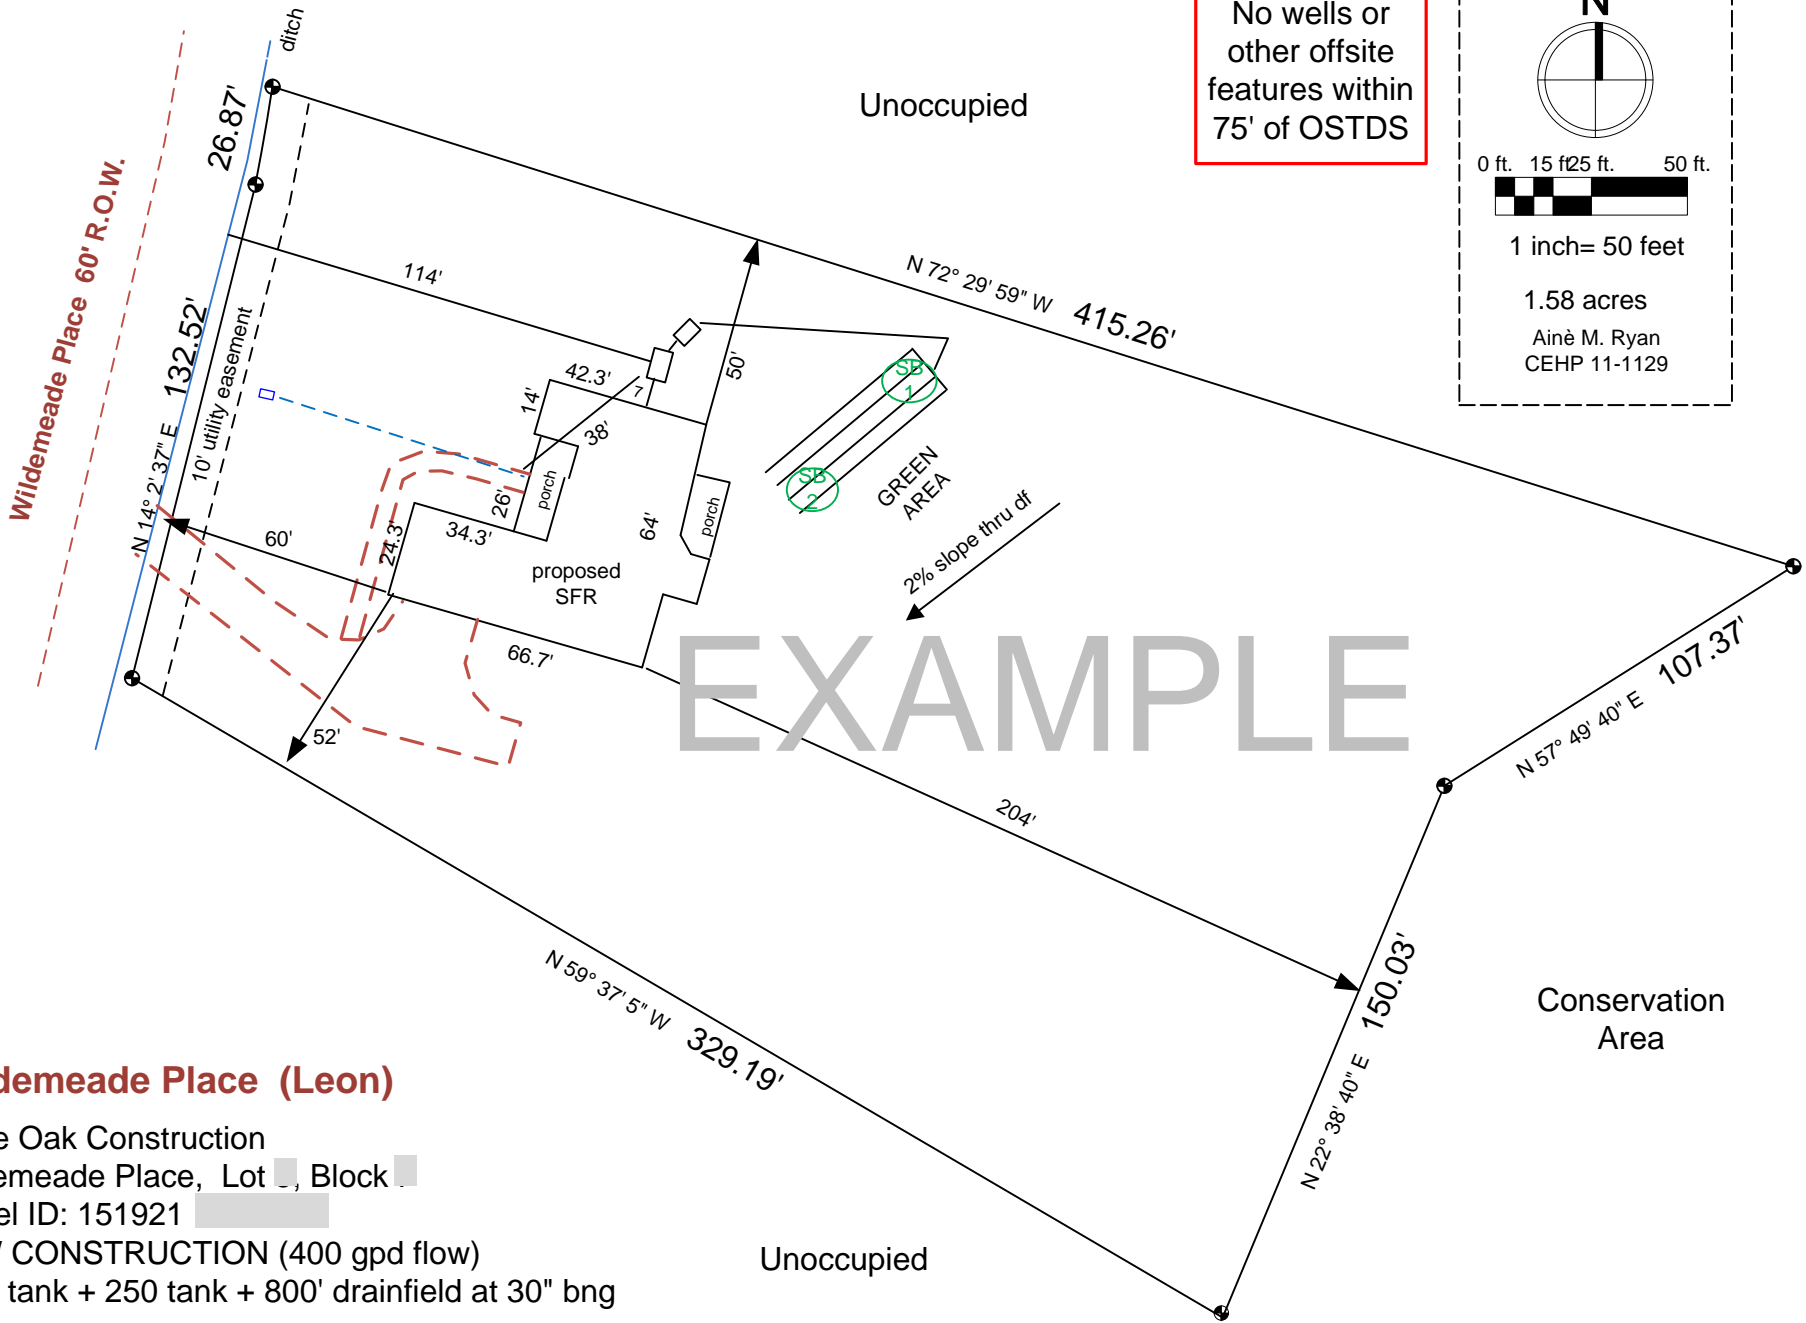 ditch
No wells or
other offsite
features within
75' of OSTDS
N
0 ft. 15 ft. 25 ft. 50 ft.
1 inch= 50 feet
1.58 acres
Ainè M. Ryan
CEHP 11-1129
Unoccupied
26.87'
Wildemeade Place 60' R.O.W.
N 14° 2' 37" E 132.52'
10' utility easement
114'
N 72° 29' 59" W 415.26'
50'
42.3'
7
14'
38'
SB
1
SB
2
GREEN
AREA
porch
26'
34.3'
24.3'
64'
porch
60'
proposed
SFR
2% slope thru df
66.7'
52'
EXAMPLE
204'
N 57° 49' 40" E 107.37'
N 22° 38' 40" E 150.03'
Conservation
Area
N 59° 37' 5" W 329.19'
Unoccupied
demeade Place (Leon)
e Oak Construction
emeade Place, Lot , Block
el ID: 151921
CONSTRUCTION (400 gpd flow)
tank + 250 tank + 800' drainfield at 30" bng